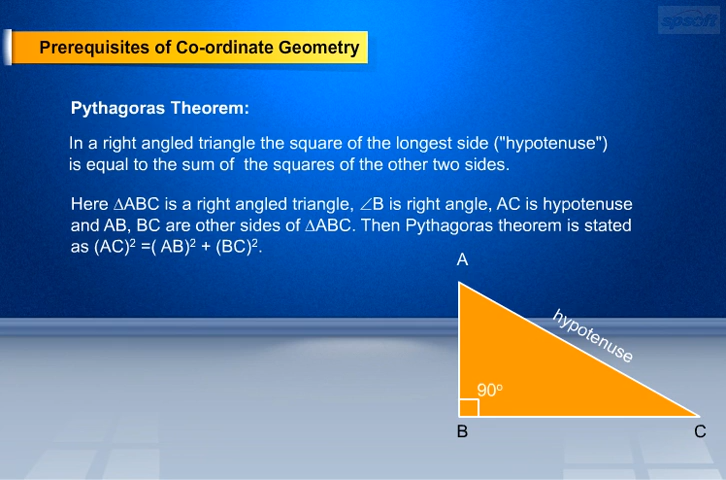 spsoft
Prerequisites of Co-ordinate Geometry
Pythagoras Theorem:
In a right angled triangle the square of the longest side ("hypotenuse")
is equal to the sum of  the squares of the other two sides.
Here ∆ABC is a right angled triangle, ∠B is right angle, AC is hypotenuse
and AB, BC are other sides of ∆ABC. Then Pythagoras theorem is stated
as (AC)² =( AB)² + (BC)².
A
hypotenuse
90°
B
C